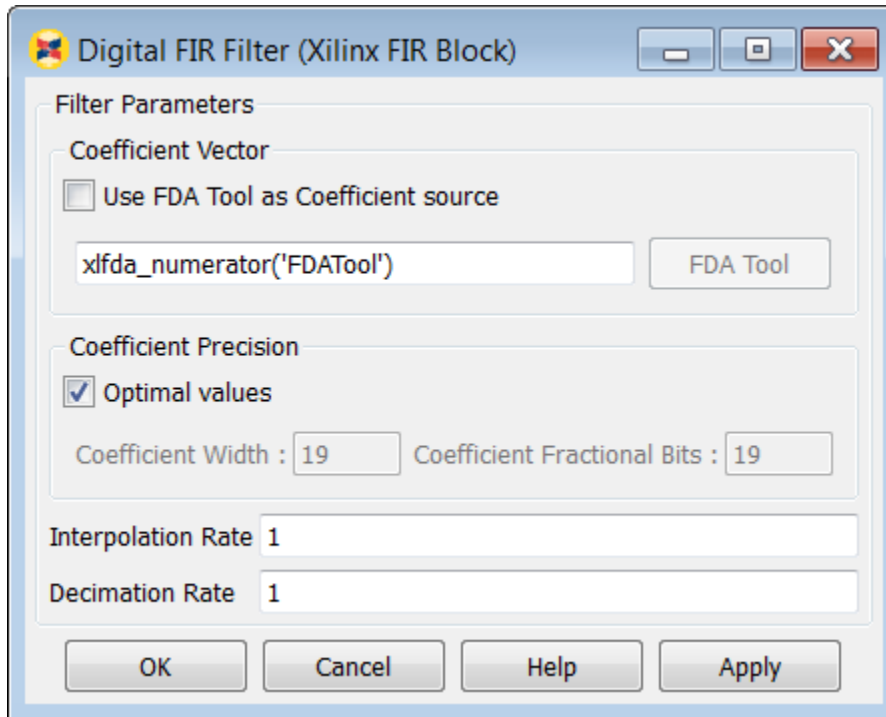 Digital FIR Filter (Xilinx FIR Block)
Filter Parameters
Coefficient Vector
Use FDA Tool as Coefficient source
xlfda_numerator('FDATool') FDA Tool
Coefficient Precision
Optimal values
Coefficient Width : 19 Coefficient Fractional Bits : 19
Interpolation Rate 1
Decimation Rate 1
OK Cancel Help Apply